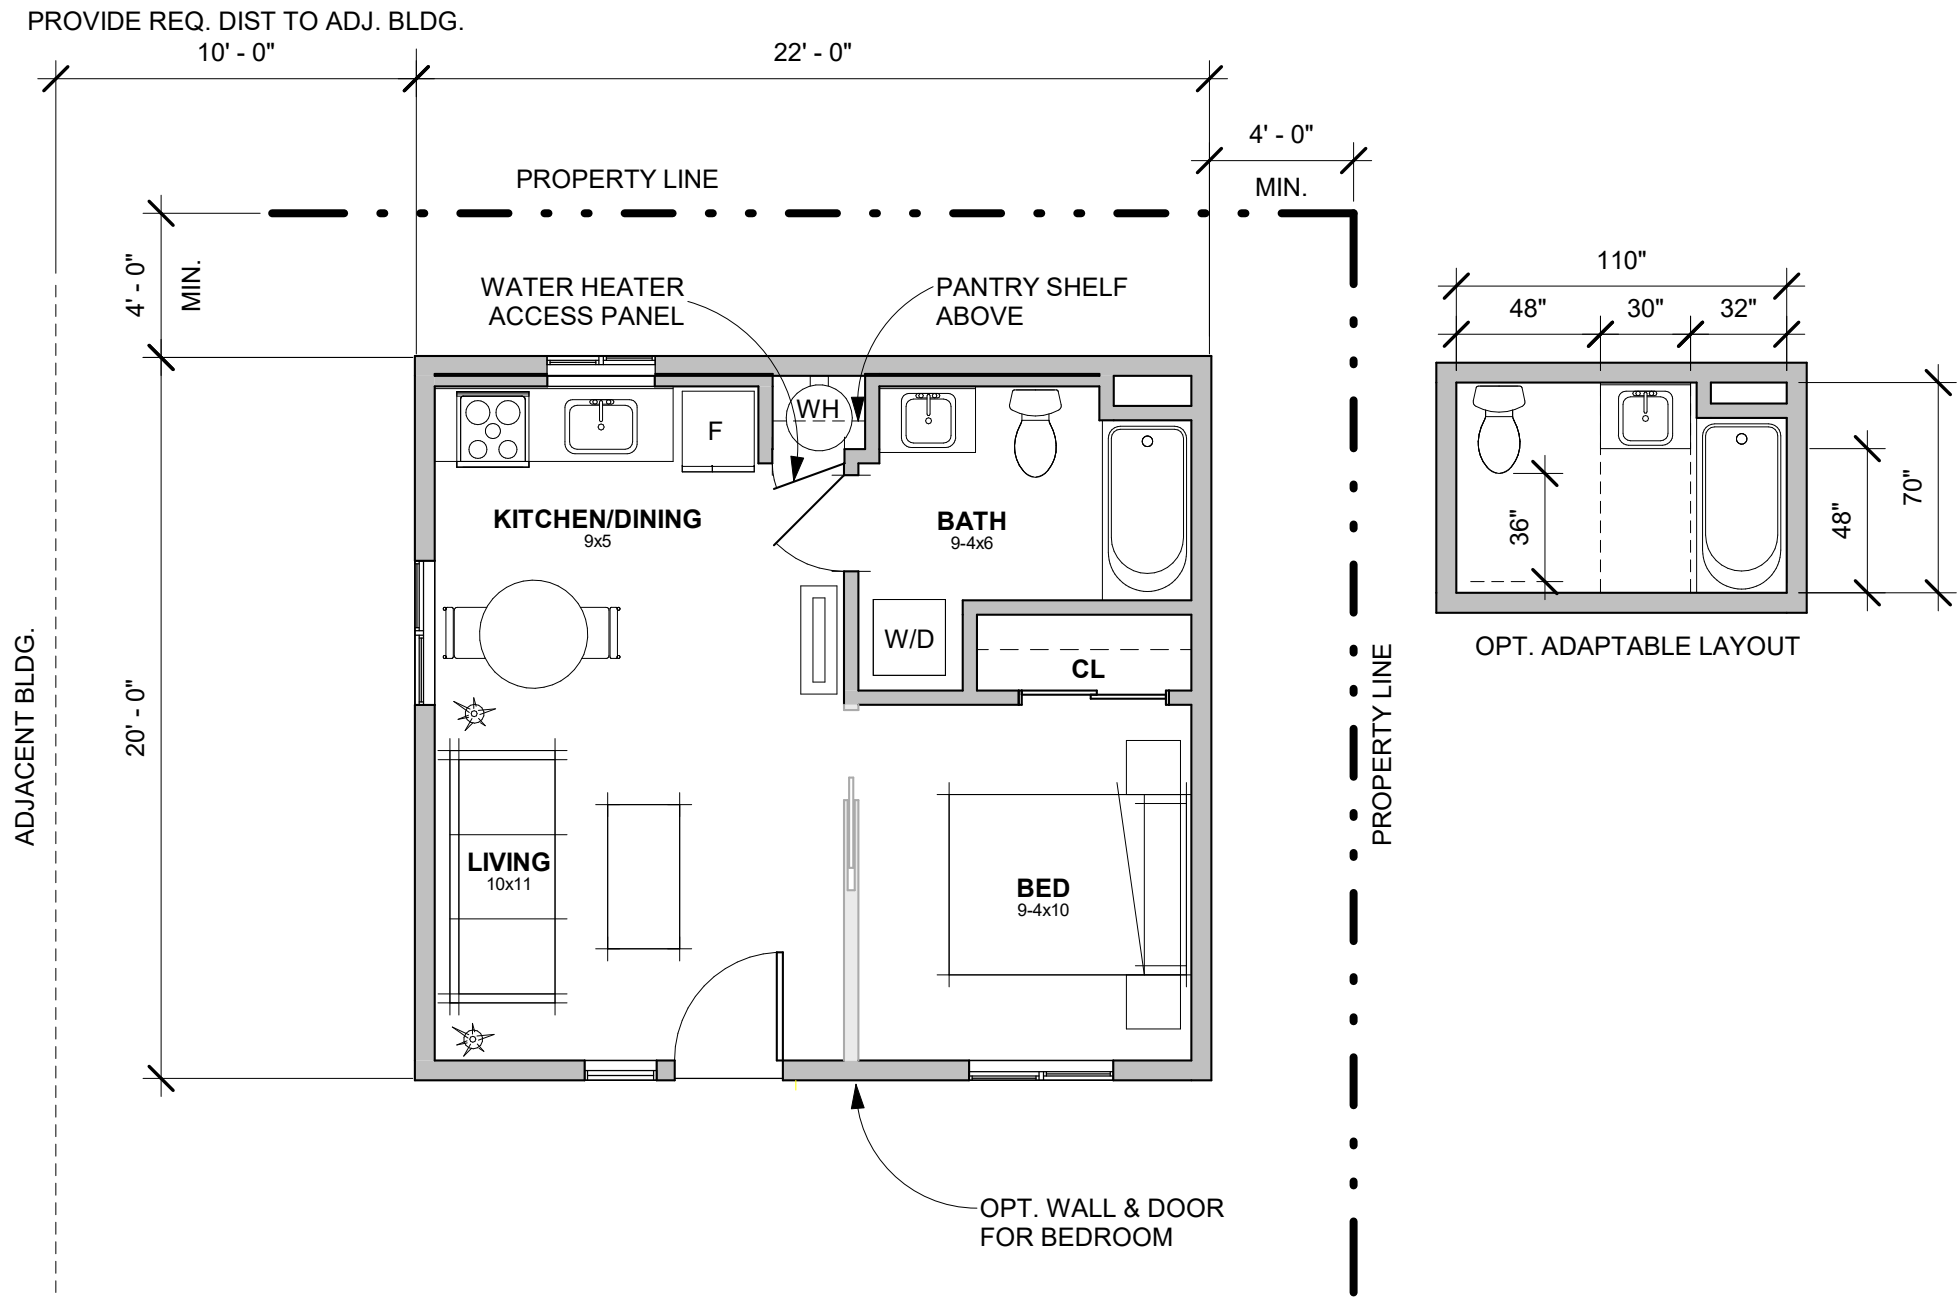 PROVIDE REQ. DIST TO ADJ. BLDG.
10' - 0"
22' - 0"
4' - 0"
MIN.
PROPERTY LINE
4' - 0"
MIN.
WATER HEATER
ACCESS PANEL
PANTRY SHELF
ABOVE
110"
48"
30"
32"
WH
F
KITCHEN/DINING
9x5
BATH
9-4x6
36"
48"
70"
OPT. ADAPTABLE LAYOUT
W/D
CL
ADJACENT BLDG.
20' - 0"
PROPERTY LINE
LIVING
10x11
BED
9-4x10
OPT. WALL & DOOR
FOR BEDROOM